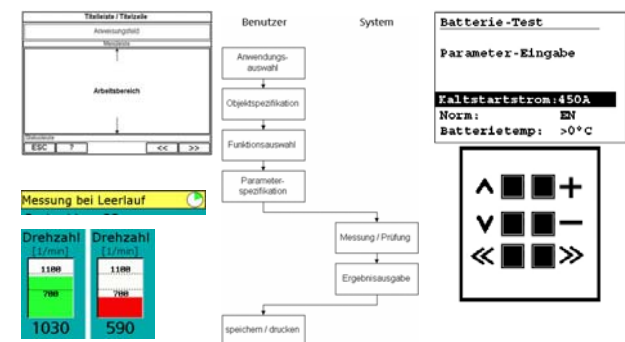 Titelleiste / Titelzeile
Anweisungsfeld
Menüleiste
Arbeitsbereich
Statusleiste
ESC ? << >>
Messung bei Leerlauf
Drehzahl Drehzahl
[1/min] [1/min]
1100 1100
700 700
1030 590
Benutzer System
Anwendungs-
auswahl
Objektspezifikation
Funktionsauswahl
Parameter-
spezifikation
Messung / Prüfung
Ergebnisausgabe
speichern / drucken
Batterie-Test
Parameter-Eingabe
Kaltstartstrom:450A
Norm: EN
Batterietemp: >0°C